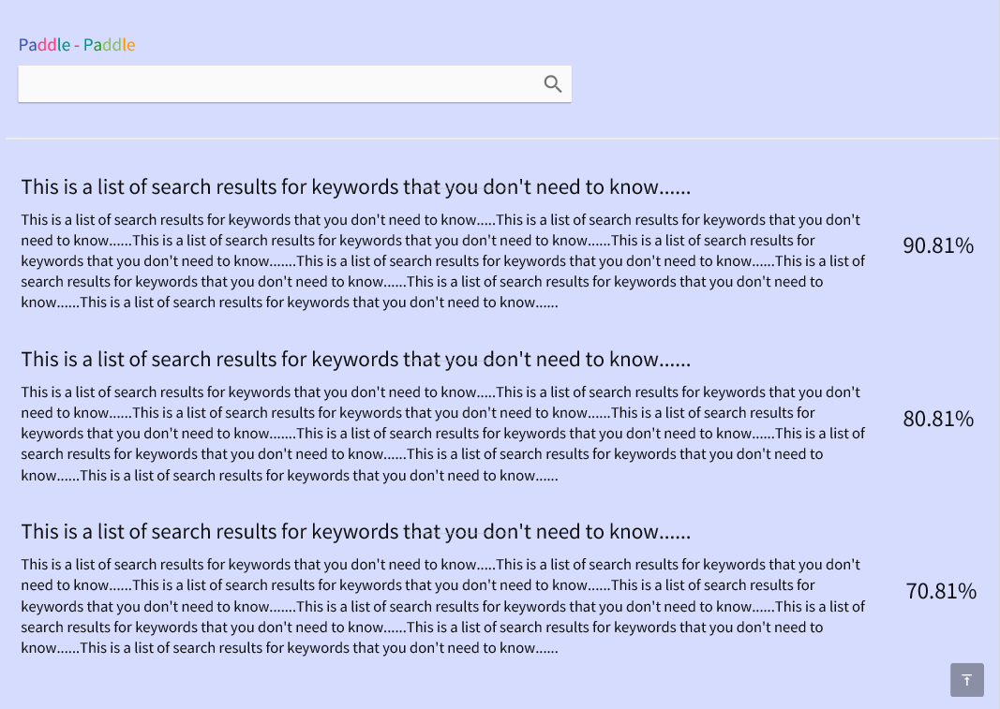 Paddle - Paddle
This is a list of search results for keywords that you don't need to know......
This is a list of search results for keywords that you don't need to know.....This is a list of search results for keywords that you don't
need to know......This is a list of search results for keywords that you don't need to know......This is a list of search results for
keywords that you don't need to know.......This is a list of search results for keywords that you don't need to know......This is a list of
search results for keywords that you don't need to know......This is a list of search results for keywords that you don't need to
know......This is a list of search results for keywords that you don't need to know......
90.81%
This is a list of search results for keywords that you don't need to know......
This is a list of search results for keywords that you don't need to know.....This is a list of search results for keywords that you don't
need to know......This is a list of search results for keywords that you don't need to know......This is a list of search results for
keywords that you don't need to know.......This is a list of search results for keywords that you don't need to know......This is a list of
search results for keywords that you don't need to know......This is a list of search results for keywords that you don't need to
know......This is a list of search results for keywords that you don't need to know......
80.81%
This is a list of search results for keywords that you don't need to know......
This is a list of search results for keywords that you don't need to know.....This is a list of search results for keywords that you don't
need to know......This is a list of search results for keywords that you don't need to know......This is a list of search results for
keywords that you don't need to know.......This is a list of search results for keywords that you don't need to know......This is a list of
search results for keywords that you don't need to know......This is a list of search results for keywords that you don't need to
know......This is a list of search results for keywords that you don't need to know......
70.81%